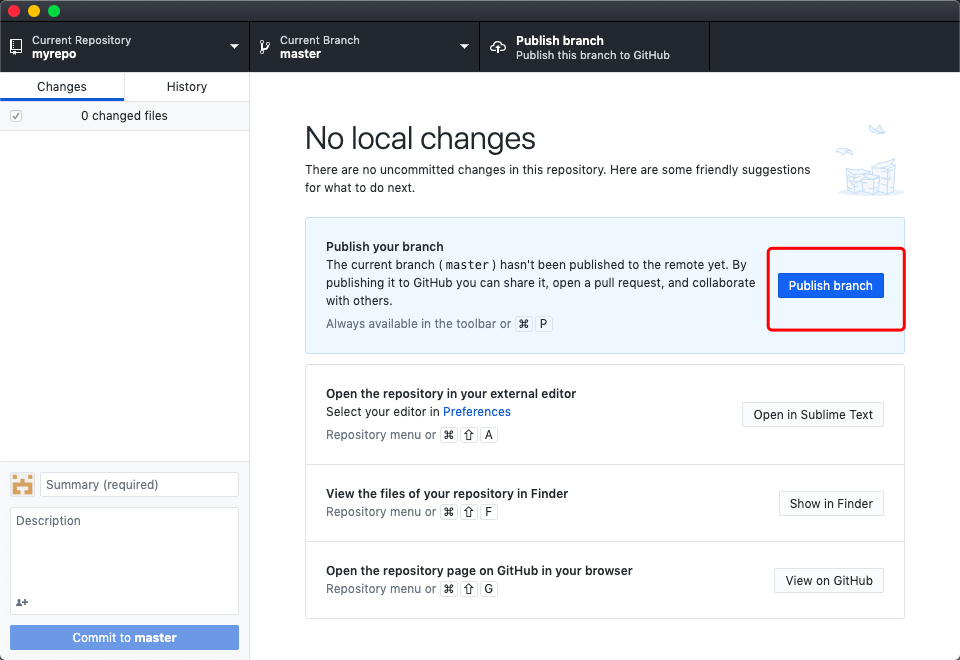 Current Repository
myrepo
Current Branch
master
Publish branch
Publish this branch to GitHub
Changes
History
0 changed files
No local changes
There are no uncommitted changes in this repository. Here are some friendly suggestions
for what to do next.
Publish your branch
The current branch (master) hasn't been published to the remote yet. By
publishing it to GitHub you can share it, open a pull request, and collaborate
with others.
Always available in the toolbar or ⌘ P
Publish branch
Open the repository in your external editor
Select your editor in Preferences
Repository menu or ⌘ ⇧ A
Open in Sublime Text
View the files of your repository in Finder
Repository menu or ⌘ ⇧ F
Show in Finder
Open the repository page on GitHub in your browser
Repository menu or ⌘ ⇧ G
View on GitHub
Summary (required)
Description
Commit to master